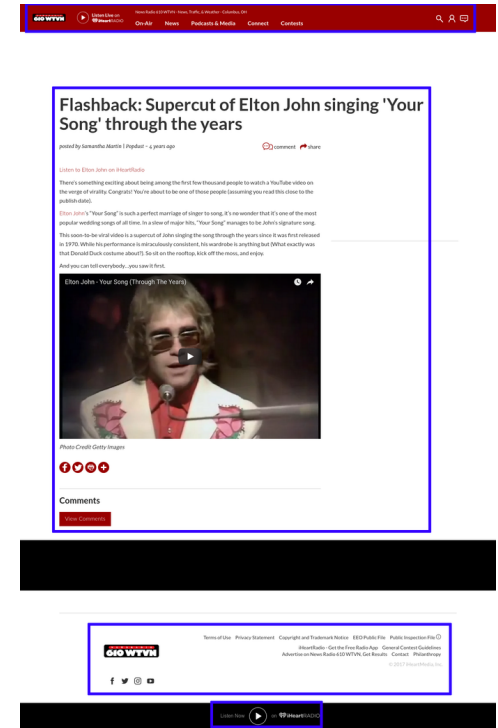 610 WTVN
Listen Live on
iHeartRADIO
News Radio 610 WTVN - News, Traffic, & Weather - Columbus, OH
On-Air News Podcasts & Media Connect Contests
Flashback: Supercut of Elton John singing 'Your
Song' through the years
posted by Samantha Martin | Popdust - 4 years ago
comment share
Listen to Elton John on iHeartRadio
There's something exciting about being among the first few thousand people to watch a YouTube video on
the verge of virality. Congrats! You're about to be one of those people (assuming you read this close to the
publish date).
Elton John's "Your Song" is such a perfect marriage of singer to song, it's no wonder that it's one of the most
popular wedding songs of all time. In a slew of major hits, "Your Song" manages to be John's signature song.
This soon-to-be viral video is a supercut of John singing the song through the years since it was first released
in 1970. While his performance is miraculously consistent, his wardrobe is anything but (What exactly was
that Donald Duck costume about?). So sit on the rooftop, kick off the moss, and enjoy.
And you can tell everybody...you saw it first.
Elton John - Your Song (Through The Years)
Photo Credit Getty Images
Comments
View Comments
610 WTVN
Terms of Use Privacy Statement Copyright and Trademark Notice EEO Public File Public Inspection File
iHeartRadio - Get the Free Radio App General Contest Guidelines
Advertise on News Radio 610 WTVN, Get Results Contact Philanthropy
© 2017 iHeartMedia, Inc.
Listen Now on iHeartRADIO